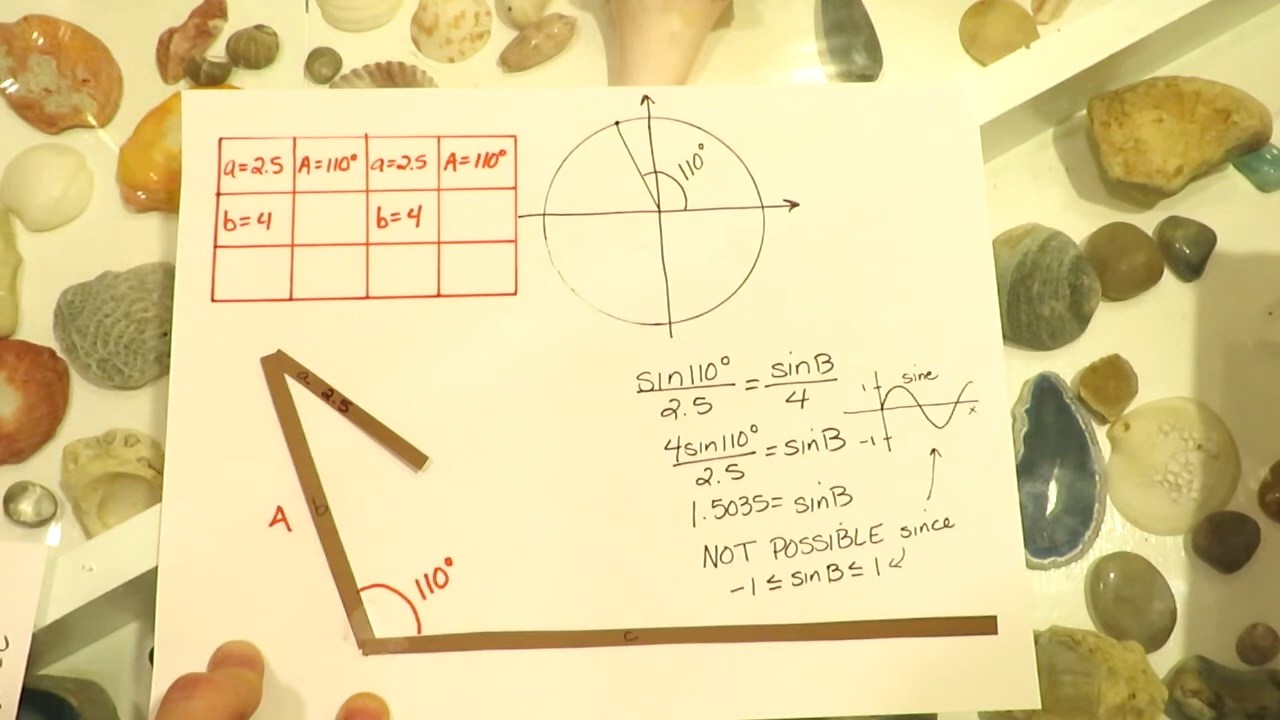 a=2.5 A=110° a=2.5 A=110°
b=4 b=4
110°
a 2.5
b
A
110°
c
sin110° / 2.5 = sinB / 4
4sin110° / 2.5 = sinB
1.5035= sinB
NOT POSSIBLE since
-1 ≤ sinB ≤ 1
1 sine
x
-1